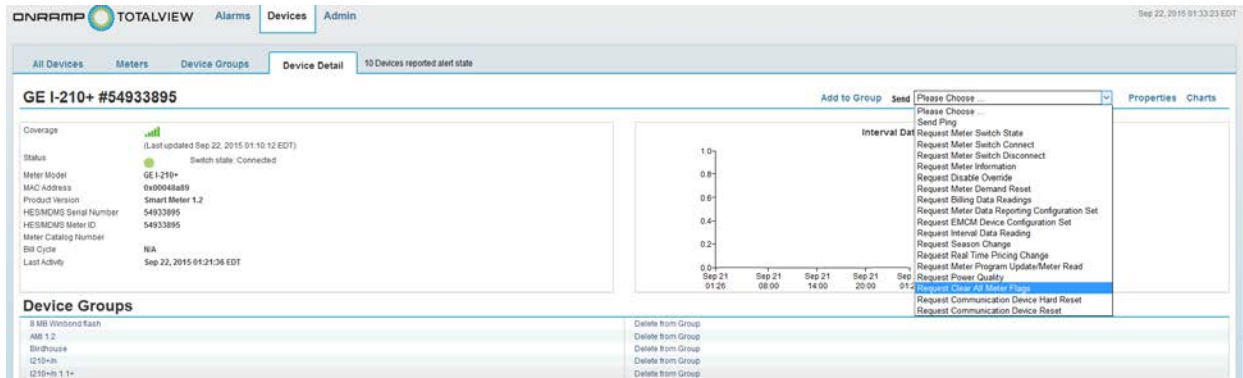 ONRAMP TOTALVIEW Alarms Devices Admin
Sep 22, 2015 01:33:23 EDT
All Devices Meters Device Groups Device Detail 10 Devices reported alert state
GE I-210+ #54933895
Add to Group Send Please Choose ... Properties Charts
Coverage
(Last updated Sep 22, 2015 01:10:12 EDT)
Status Switch state: Connected
Meter Model GE I-210+
MAC Address 0x00048a89
Product Version Smart Meter 1.2
HES/MDMS Serial Number 54933895
HES/MDMS Meter ID 54933895
Meter Catalog Number
Bill Cycle N/A
Last Activity Sep 22, 2015 01:21:36 EDT
Interval Dat
1.0
0.8
0.6
0.4
0.2
0.0
Sep 21 Sep 21 Sep 21 Sep 21 Sep
01:26 08:00 14:00 20:00 01:2
Please Choose ...
Send Ping
Request Meter Switch State
Request Meter Switch Connect
Request Meter Switch Disconnect
Request Meter Information
Request Disable Override
Request Meter Demand Reset
Request Billing Data Readings
Request Meter Data Reporting Configuration Set
Request EMCM Device Configuration Set
Request Interval Data Reading
Request Season Change
Request Real Time Pricing Change
Request Meter Program Update/Meter Read
Request Power Quality
Request Clear All Meter Flags
Request Communication Device Hard Reset
Request Communication Device Reset
Device Groups
8 MB Winbond flash Delete from Group
AMI 1.2 Delete from Group
Birdhouse Delete from Group
I210+/n Delete from Group
I210+/n 1.1+ Delete from Group